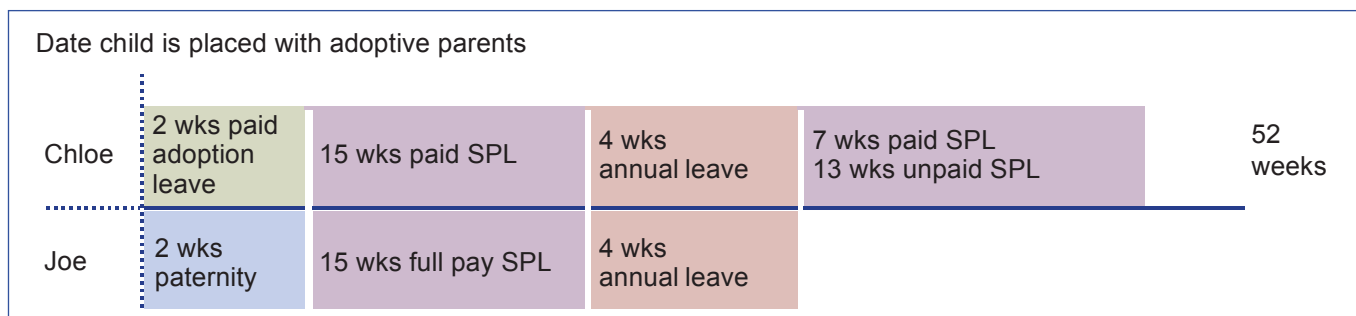 Date child is placed with adoptive parents
Chloe
2 wks paid
adoption
leave
15 wks paid SPL
4 wks
annual leave
7 wks paid SPL
13 wks unpaid SPL
52
weeks
Joe
2 wks
paternity
15 wks full pay SPL
4 wks
annual leave